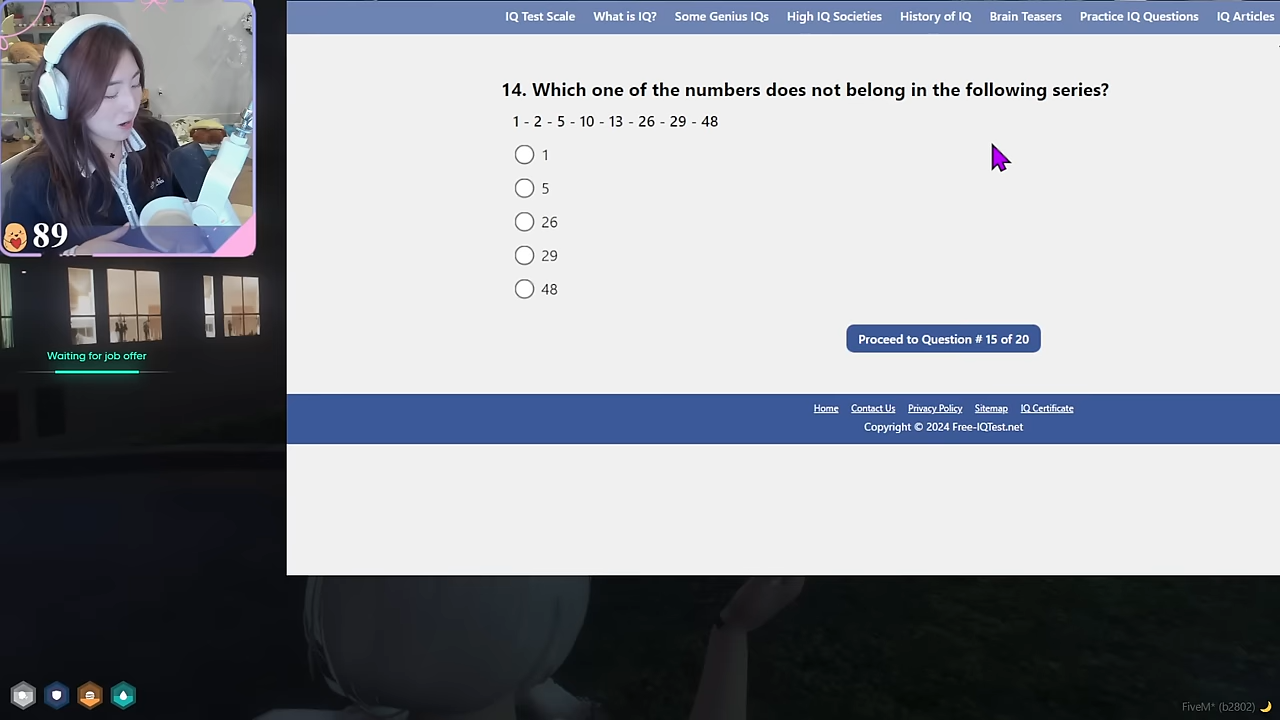 IQ Test Scale What is IQ? Some Genius IQs High IQ Societies History of IQ Brain Teasers Practice IQ Questions IQ Articles
14. Which one of the numbers does not belong in the following series?
1 - 2 - 5 - 10 - 13 - 26 - 29 - 48
1
5
26
29
48
89
Proceed to Question # 15 of 20
Waiting for job offer
Home Contact Us Privacy Policy Sitemap IQ Certificate
Copyright © 2024 Free-IQTest.net
FiveM* (b2802)